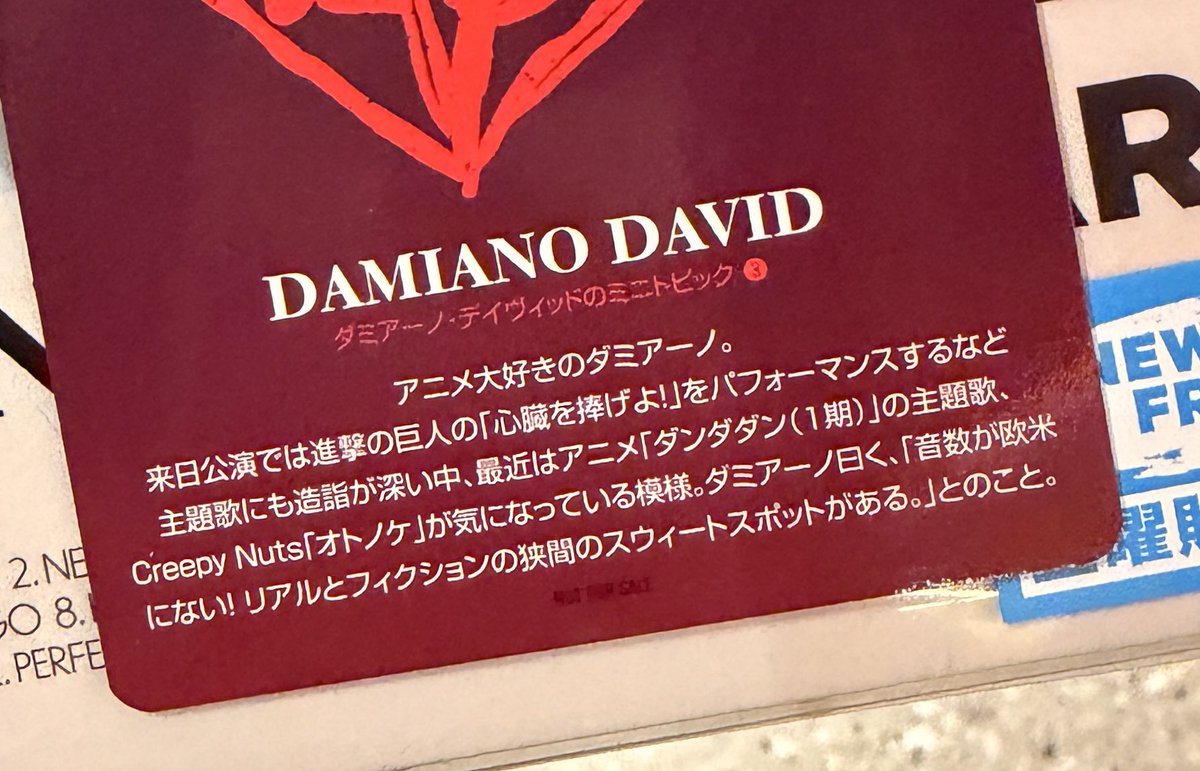 DAMIANO DAVID
ダミアーノ・デイヴィッドのミニトピック 3
アニメ大好きのダミアーノ。
来日公演では進撃の巨人の「心臓を捧げよ!」をパフォーマンスするなど
主題歌にも造詣が深い中、最近はアニメ「ダンダダン(1期)」の主題歌、
Creepy Nuts「オトノケ」が気になっている模様。ダミアーノ曰く、「音数が欧米
にない! リアルとフィクションの狭間のスウィートスポットがある。」とのこと。
NOT FOR SALE
R
NEW
FR
曜
2. NE
GO 8.
. PERFE